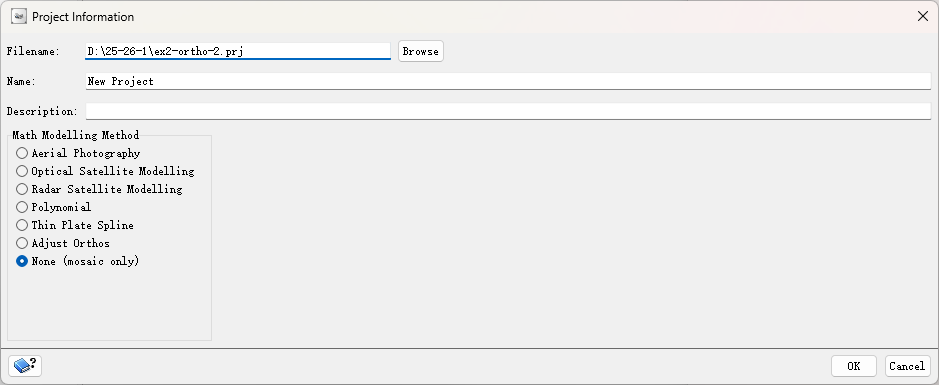 Project Information
Filename: D:\25-26-1\ex2-ortho-2.prj Browse
Name: New Project
Description:
Math Modelling Method
Aerial Photography
Optical Satellite Modelling
Radar Satellite Modelling
Polynomial
Thin Plate Spline
Adjust Orthos
None (mosaic only)
? OK Cancel